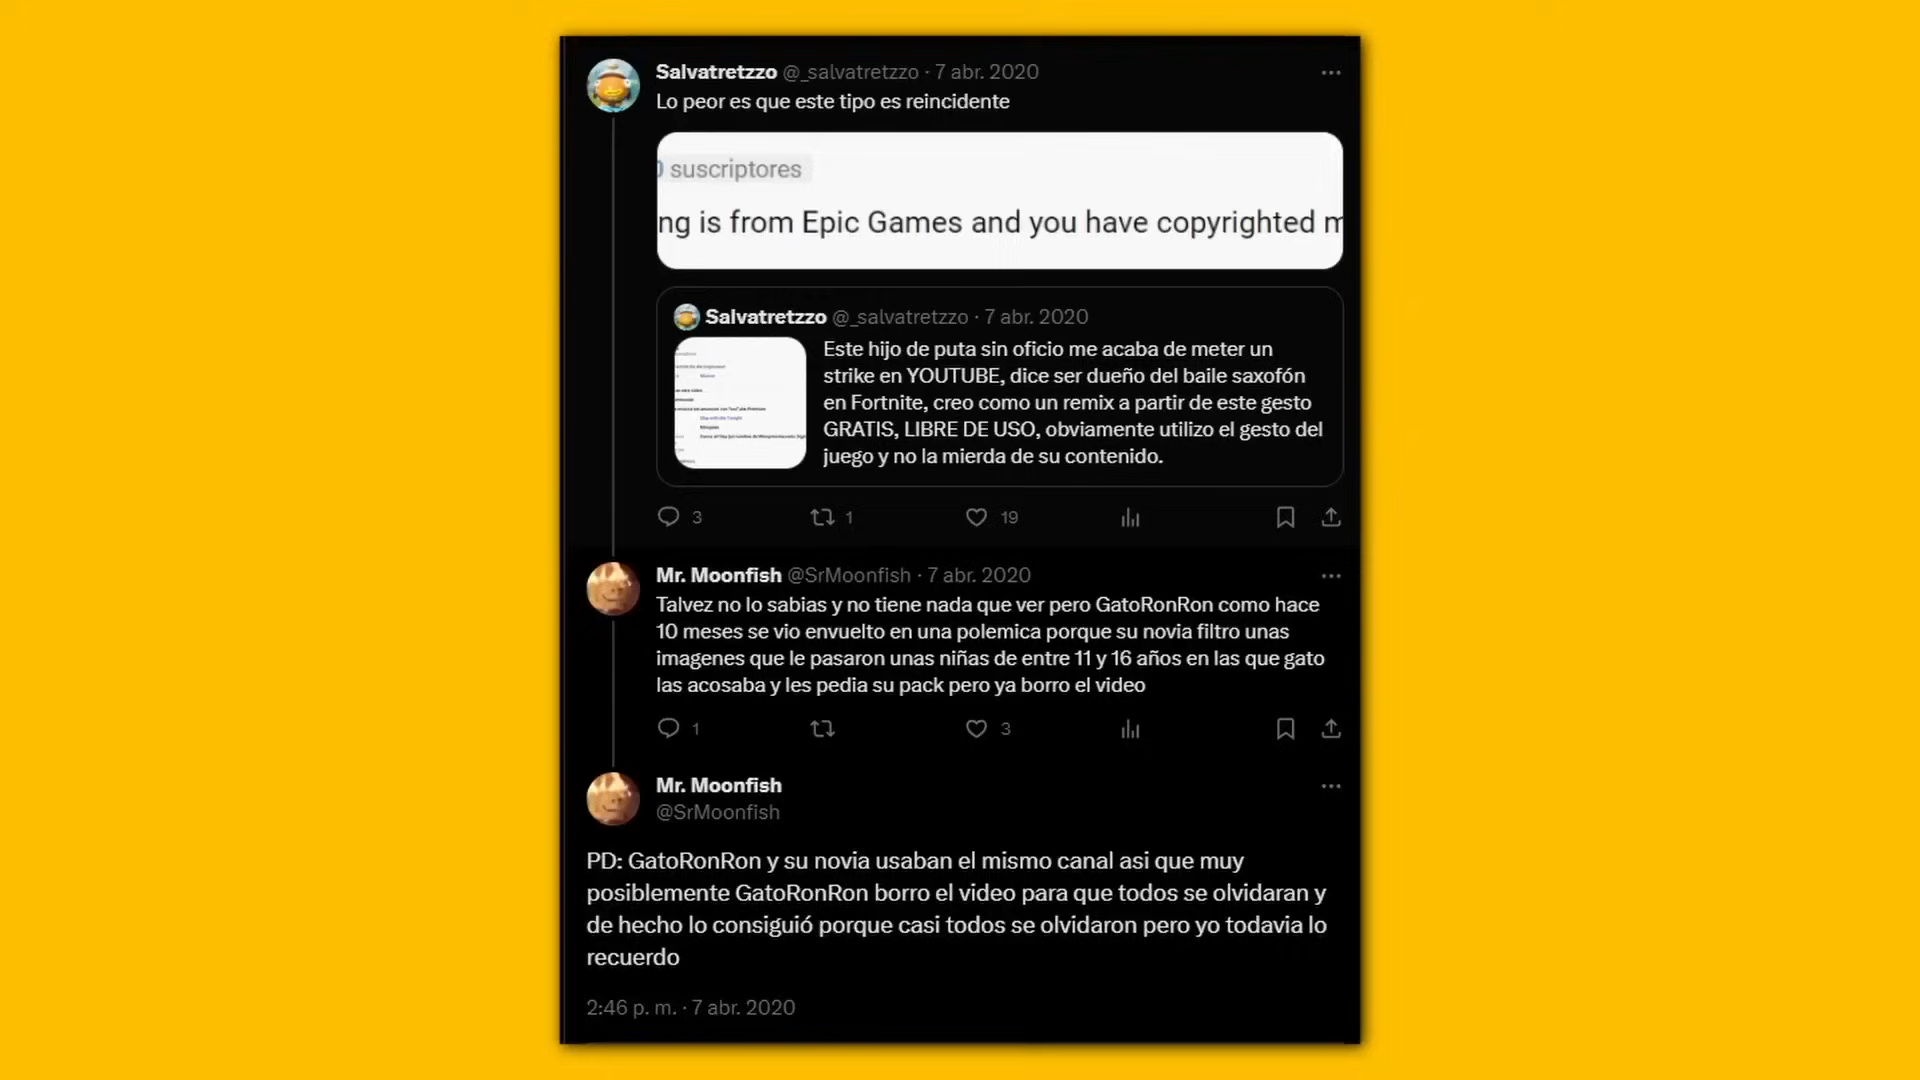 Salvatretzzo @_salvatretzzo · 7 abr. 2020
Lo peor es que este tipo es reincidente
suscriptores
ng is from Epic Games and you have copyrighted
Salvatretzzo @_salvatretzzo · 7 abr. 2020
Este hijo de puta sin oficio me acaba de meter un
strike en YOUTUBE, dice ser dueño del baile saxofón
en Fortnite, creo como un remix a partir de este gesto
GRATIS, LIBRE DE USO, obviamente utilizo el gesto del
juego y no la mierda de su contenido.
3 1 19
Mr. Moonfish @SrMoonfish · 7 abr. 2020
Talvez no lo sabias y no tiene nada que ver pero GatoRonRon como hace
10 meses se vio envuelto en una polemica porque su novia filtro unas
imagenes que le pasaron unas niñas de entre 11 y 16 años en las que gato
las acosaba y les pedia su pack pero ya borro el video
1 3
Mr. Moonfish
@SrMoonfish
PD: GatoRonRon y su novia usaban el mismo canal asi que muy
posiblemente GatoRonRon borro el video para que todos se olvidaran y
de hecho lo consiguió porque casi todos se olvidaron pero yo todavia lo
recuerdo
2:46 p. m. · 7 abr. 2020